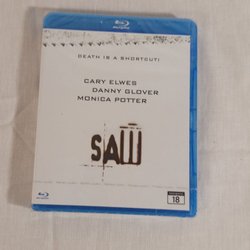 DEATH IS A SHORTCUT!
CARY ELWES
DANNY GLOVER
MONICA POTTER
SAW
18